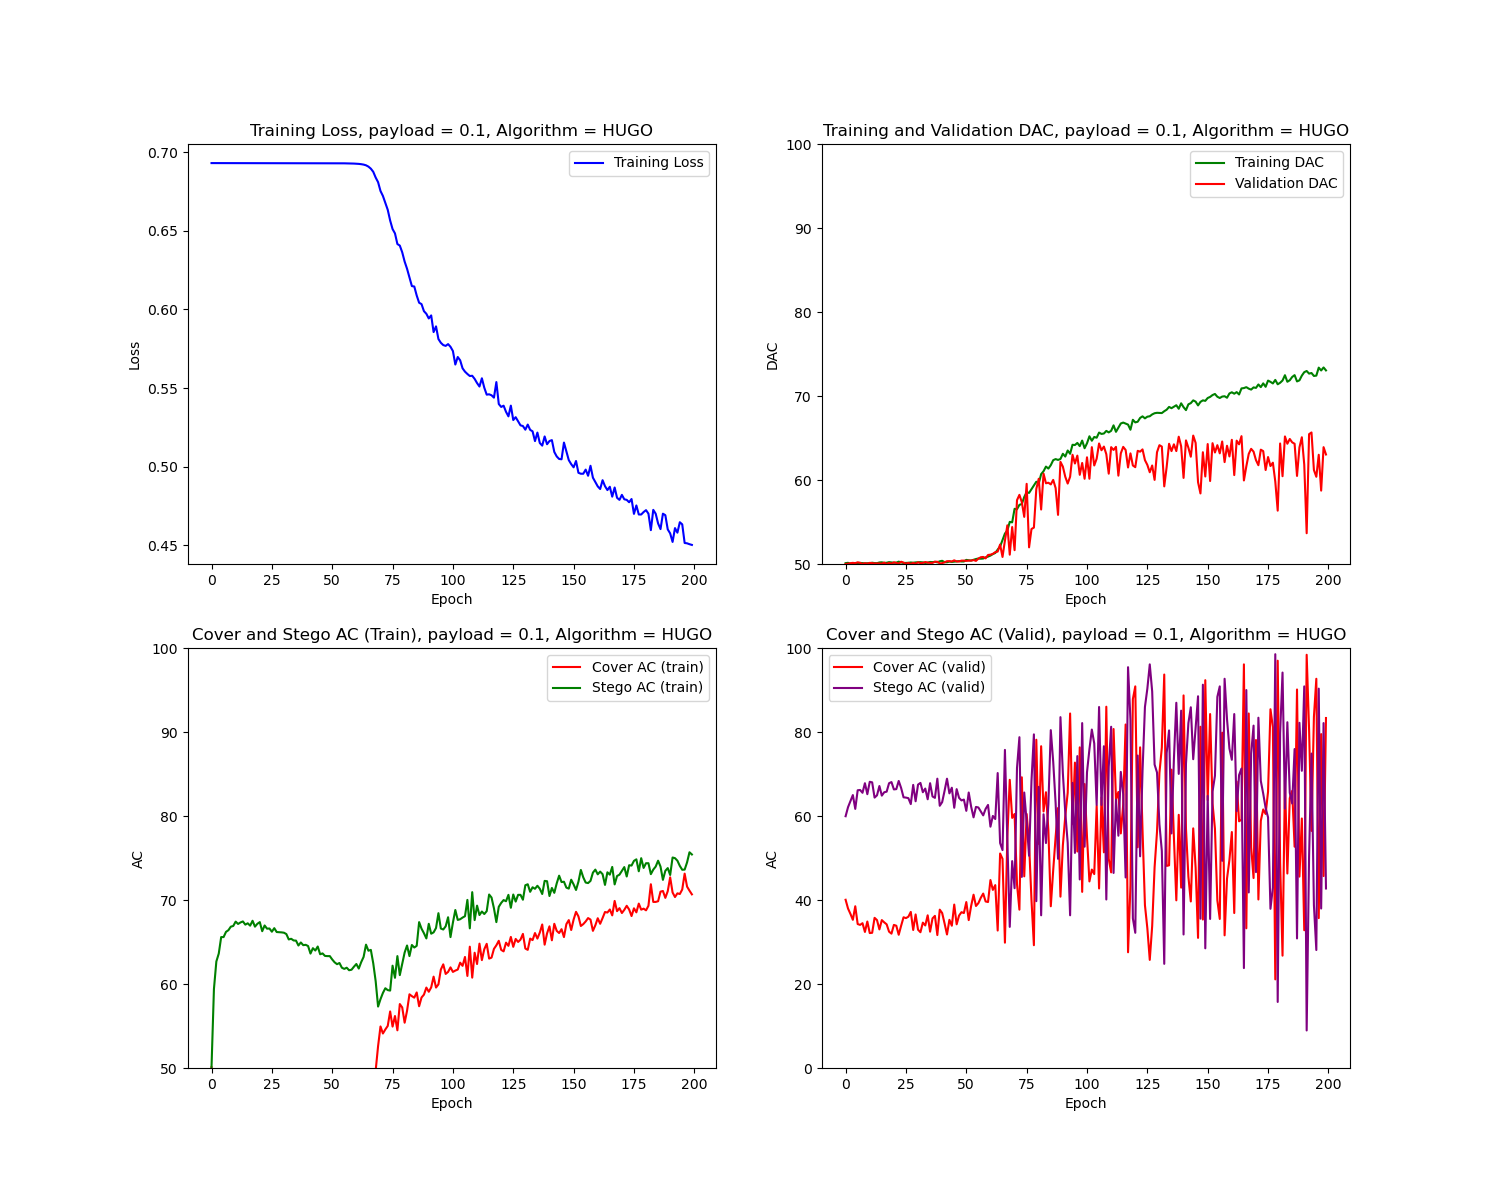 Training Loss, payload = 0.1, Algorithm = HUGO
Training Loss
0.70
0.65
0.60
0.55
0.50
0.45
Loss
0 25 50 75 100 125 150 175 200
Epoch
Training and Validation DAC, payload = 0.1, Algorithm = HUGO
Training DAC
Validation DAC
100
90
80
70
60
50
DAC
0 25 50 75 100 125 150 175 200
Epoch
Cover and Stego AC (Train), payload = 0.1, Algorithm = HUGO
Cover AC (train)
Stego AC (train)
100
90
80
70
60
50
AC
0 25 50 75 100 125 150 175 200
Epoch
Cover and Stego AC (Valid), payload = 0.1, Algorithm = HUGO
Cover AC (valid)
Stego AC (valid)
100
80
60
40
20
0
AC
0 25 50 75 100 125 150 175 200
Epoch